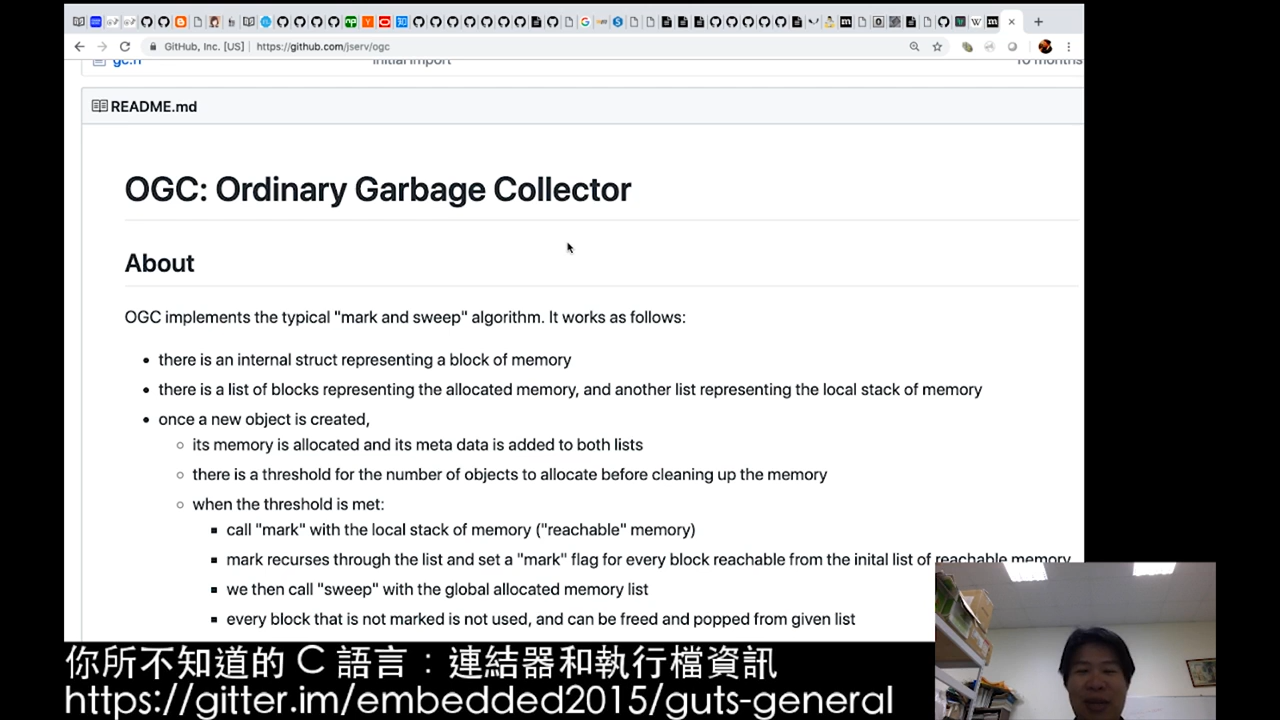 GitHub, Inc. [US] | https://github.com/jserv/ogc
gc.h initial import 10 months
README.md
OGC: Ordinary Garbage Collector
About
OGC implements the typical "mark and sweep" algorithm. It works as follows:
there is an internal struct representing a block of memory
there is a list of blocks representing the allocated memory, and another list representing the local stack of memory
once a new object is created,
its memory is allocated and its meta data is added to both lists
there is a threshold for the number of objects to allocate before cleaning up the memory
when the threshold is met:
call "mark" with the local stack of memory ("reachable" memory)
mark recurses through the list and set a "mark" flag for every block reachable from the inital list of reachable memory
we then call "sweep" with the global allocated memory list
every block that is not marked is not used, and can be freed and popped from given list
你所不知道的 C 語言：連結器和執行檔資訊
https://gitter.im/embedded2015/guts-general